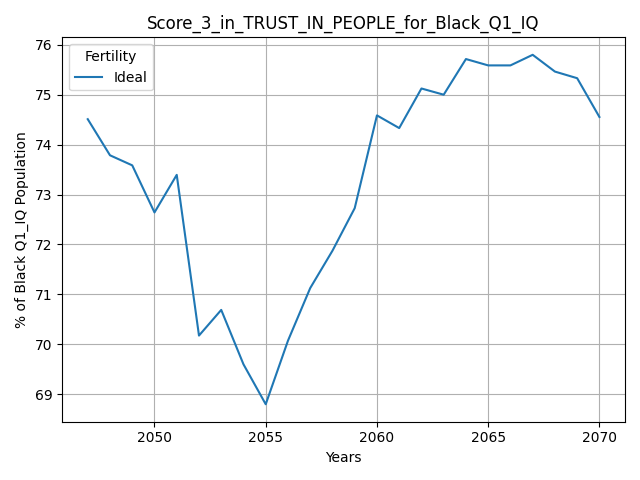 Score_3_in_TRUST_IN_PEOPLE_for_Black_Q1_IQ
Fertility
Ideal
% of Black Q1_IQ Population
76
75
74
73
72
71
70
69
2050 2055 2060 2065 2070
Years